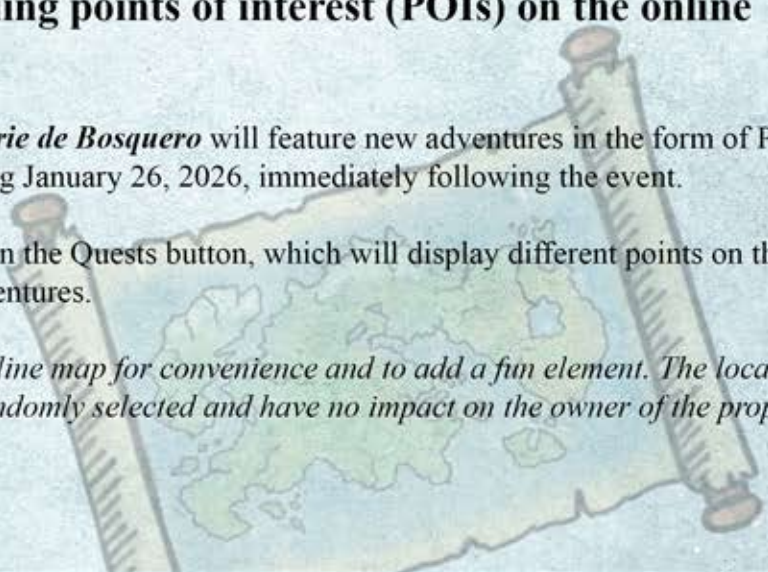 ing points of interest (POIs) on the online
rie de Bosquero will feature new adventures in the form of
g January 26, 2026, immediately following the event.
n the Quests button, which will display different points on th
entures.
line map for convenience and to add a fun element. The loca
ndomly selected and have no impact on the owner of the prop